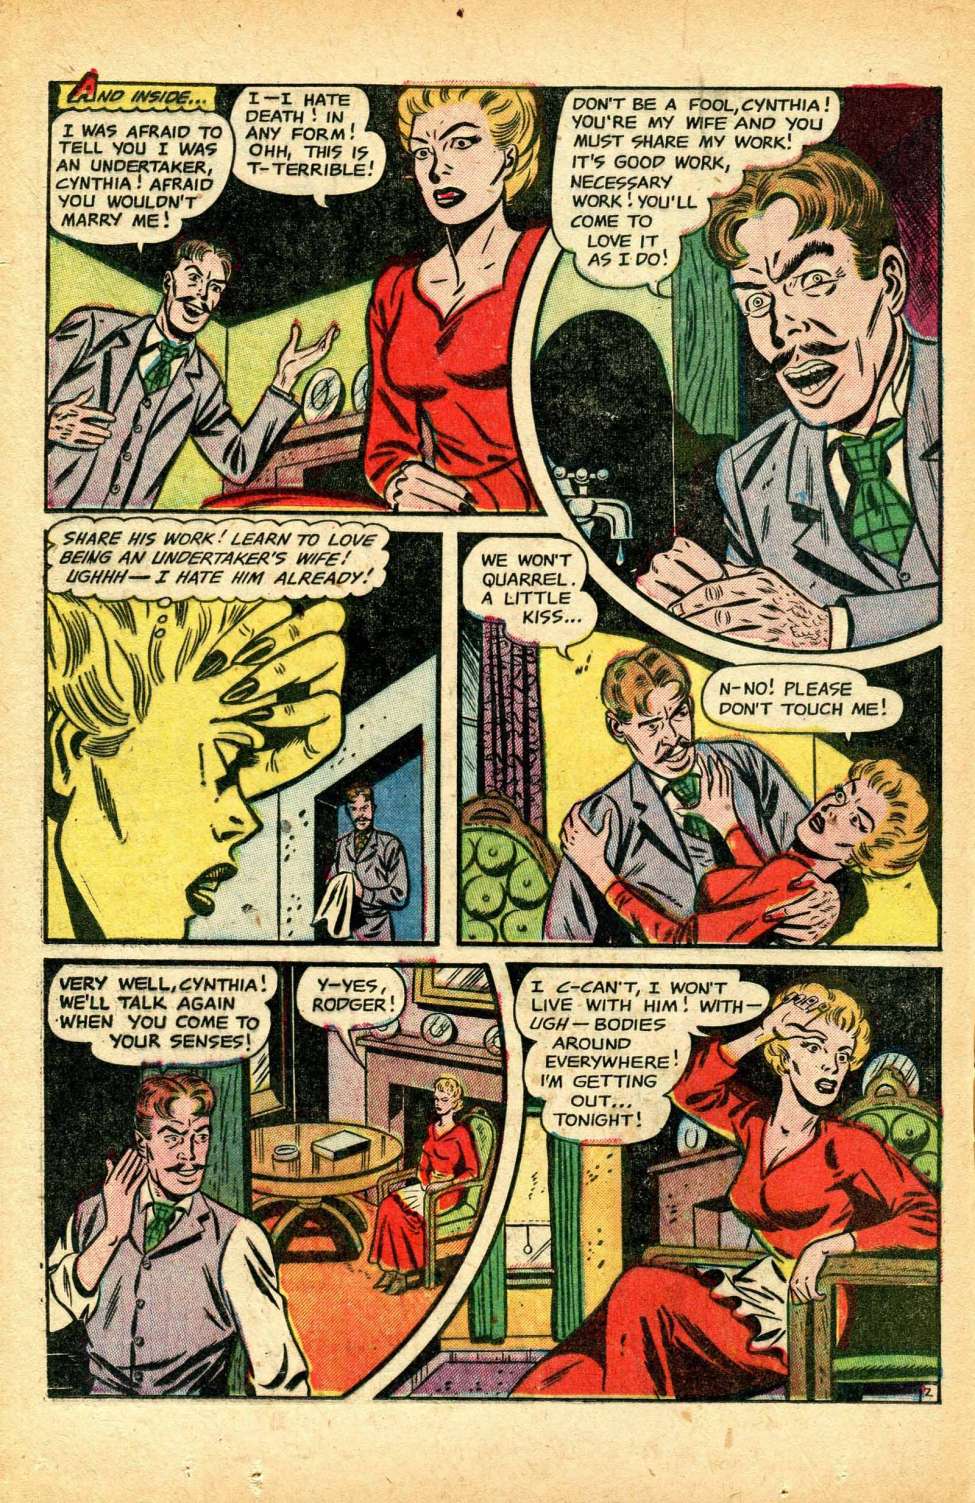 AND INSIDE...
I WAS AFRAID TO
TELL YOU I WAS
AN UNDERTAKER,
CYNTHIA! AFRAID
YOU WOULDN'T
MARRY ME!
I—I HATE
DEATH! IN
ANY FORM!
OHH, THIS IS
T-TERRIBLE!
DON'T BE A FOOL, CYNTHIA!
YOU'RE MY WIFE AND YOU
MUST SHARE MY WORK!
IT'S GOOD WORK,
NECESSARY
WORK! YOU'LL
COME TO
LOVE IT
AS I DO!
SHARE HIS WORK! LEARN TO LOVE
BEING AN UNDERTAKER'S WIFE!
UGHHH— I HATE HIM ALREADY!
WE WON'T
QUARREL.
A LITTLE
KISS...
N-NO! PLEASE
DON'T TOUCH ME!
VERY WELL, CYNTHIA!
WE'LL TALK AGAIN
WHEN YOU COME TO
YOUR SENSES!
Y-YES,
RODGER!
I C-CAN'T, I WON'T
LIVE WITH HIM! WITH—
UGH— BODIES
AROUND
EVERYWHERE!
I'M GETTING
OUT...
TONIGHT!
2